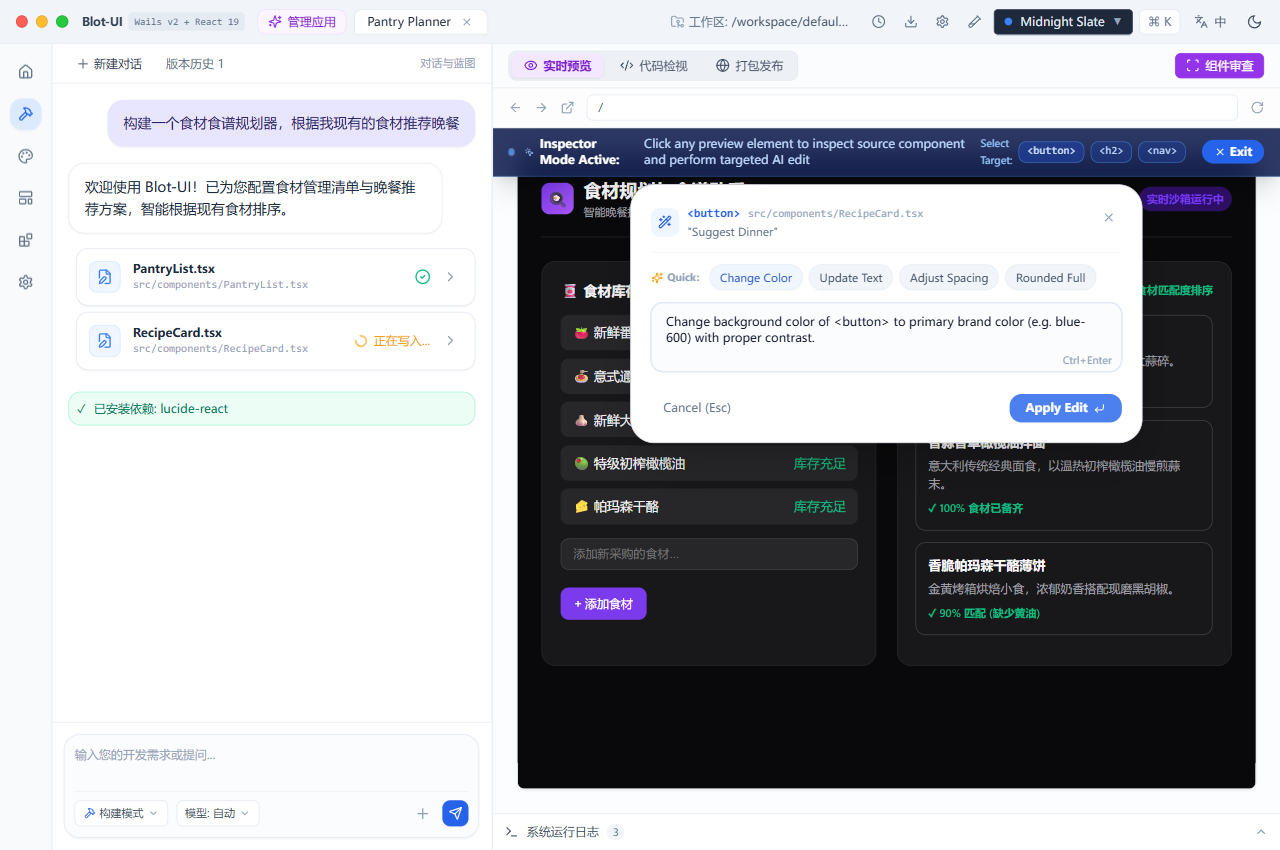 Blot-UI
Wails v2 + React 19
管理应用
Pantry Planner
工作区: /workspace/defaul...
Midnight Slate
⌘ K
中
新建对话
版本历史 1
对话与蓝图
构建一个食材食谱规划器，根据我现有的食材推荐晚餐
欢迎使用 Blot-UI！已为您配置食材管理清单与晚餐推
荐方案，智能根据现有食材排序。
PantryList.tsx
src/components/PantryList.tsx
RecipeCard.tsx
src/components/RecipeCard.tsx
正在写入...
✓ 已安装依赖: lucide-react
输入您的开发需求或提问...
构建模式
模型: 自动
实时预览
代码检视
打包发布
组件审查
/
Inspector
Mode Active:
Click any preview element to inspect source component
and perform targeted AI edit
Select
Target:
<button>
<h2>
<nav>
Exit
智能晚餐
实时沙箱运行中
<button> src/components/RecipeCard.tsx
"Suggest Dinner"
Quick:
Change Color
Update Text
Adjust Spacing
Rounded Full
Change background color of <button> to primary brand color (e.g. blue-
600) with proper contrast.
Ctrl+Enter
Cancel (Esc)
Apply Edit
食材库
新鲜番
意式通
新鲜大
特级初榨橄榄油
库存充足
帕玛森干酪
库存充足
添加新采购的食材...
+ 添加食材
材匹配度排序
蒜碎。
意大利传统经典面食，以温热初榨橄榄油慢煎蒜
末。
✓ 100% 食材已备齐
香脆帕玛森干酪薄饼
金黄烤箱烘焙小食，浓郁奶香搭配现磨黑胡椒。
✓ 90% 匹配 (缺少黄油)
系统运行日志
3